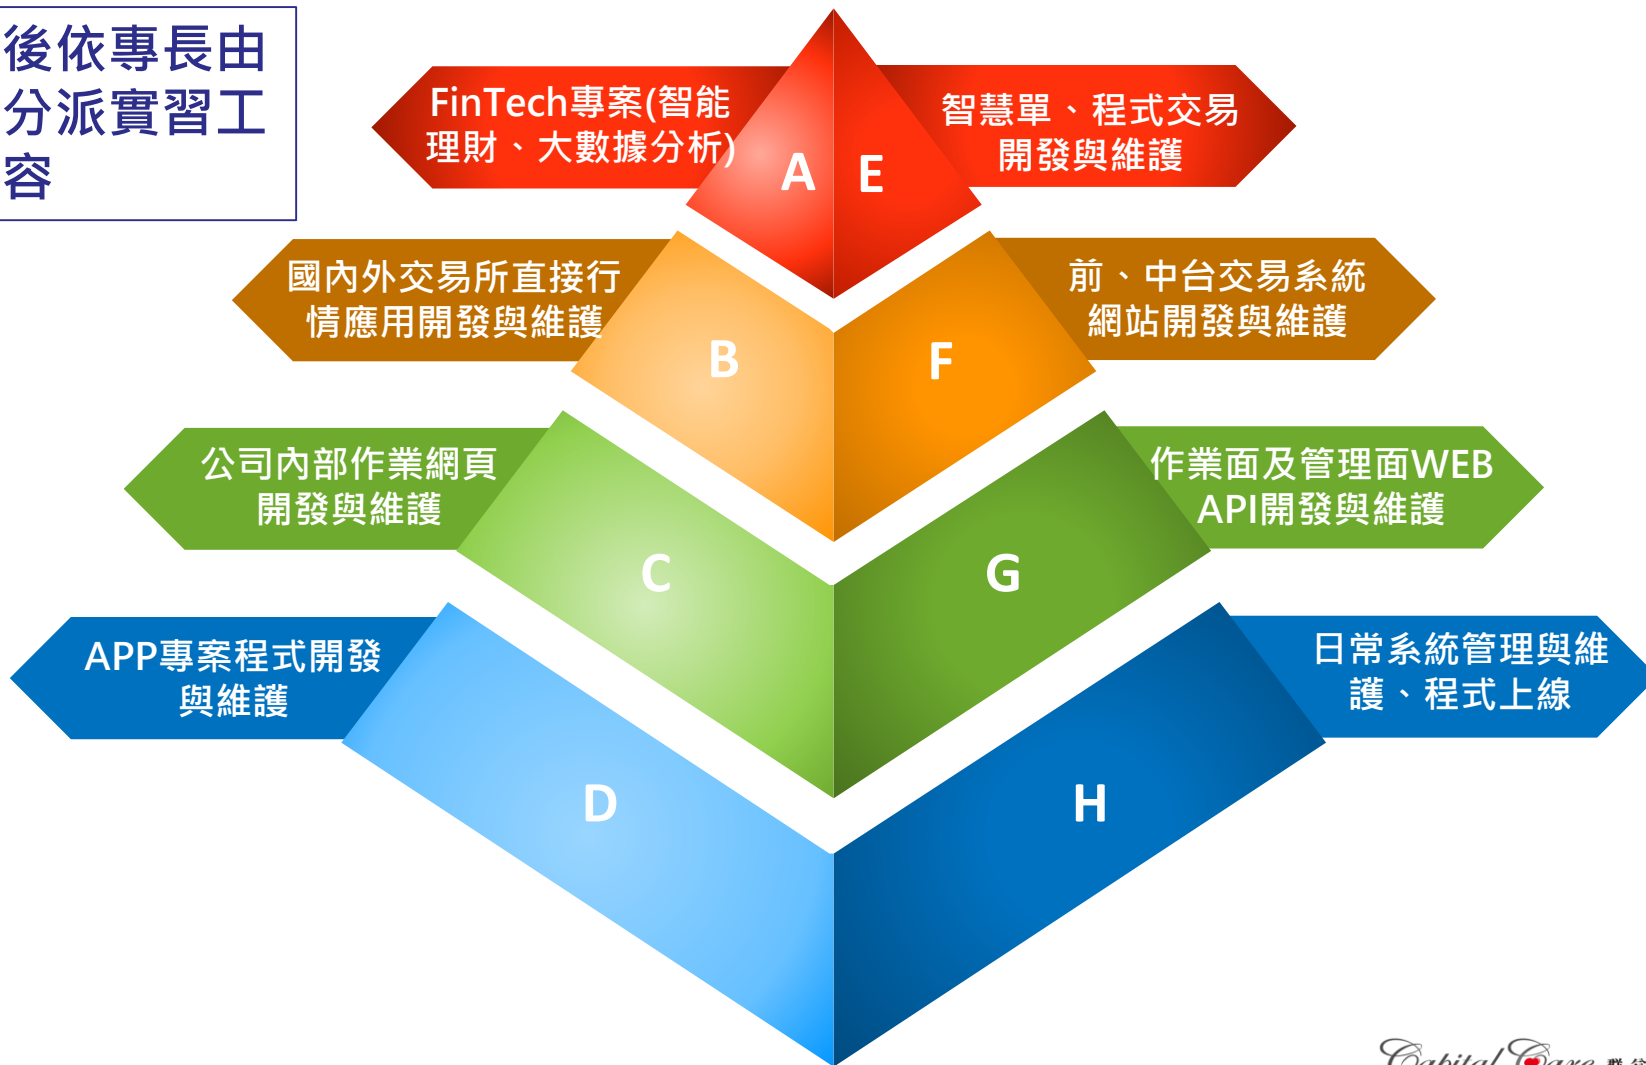 後依專長由
分派實習工
容
FinTech專案(智能
理財、大數據分析)
A
E
智慧單、程式交易
開發與維護
國內外交易所直接行
情應用開發與維護
B
F
前、中台交易系統
網站開發與維護
公司內部作業網頁
開發與維護
C
G
作業面及管理面WEB
API開發與維護
APP專案程式開發
與維護
D
H
日常系統管理與維
護、程式上線
Capital Care